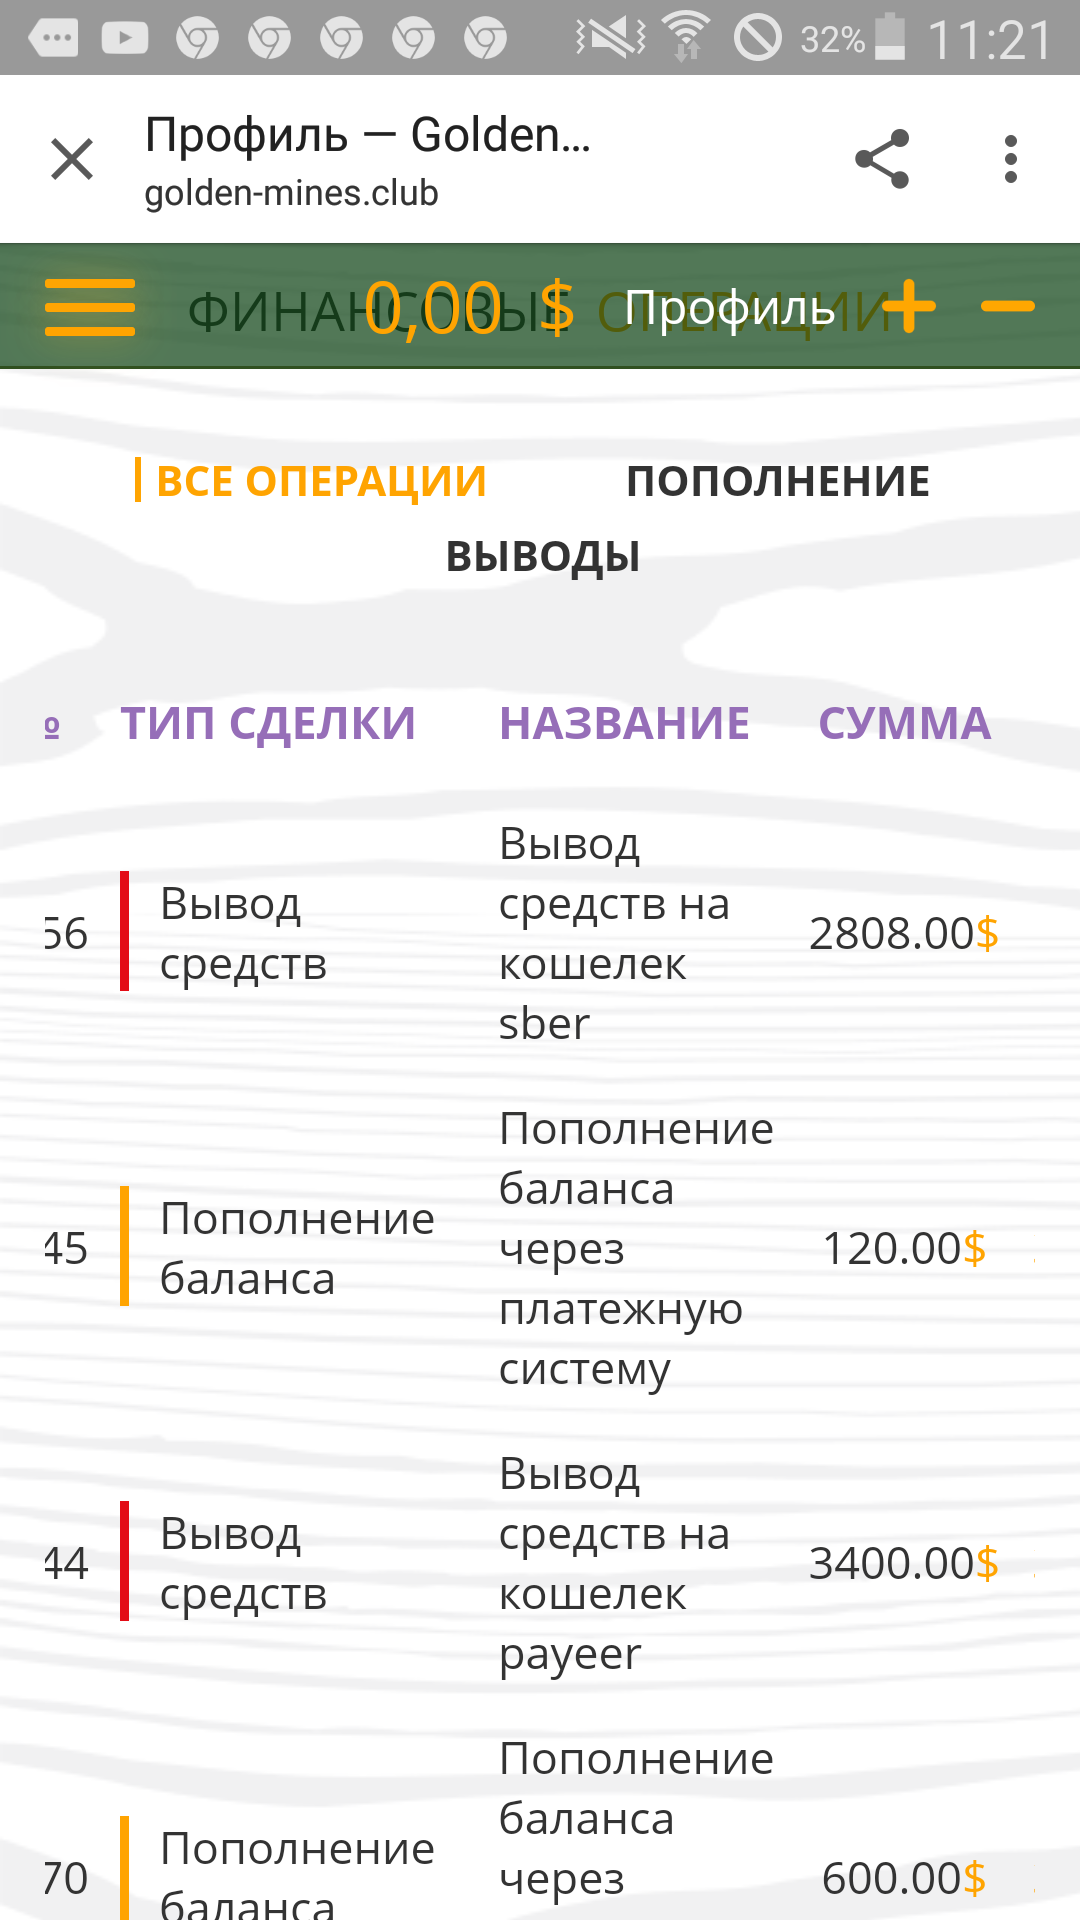 32% 11:21
Профиль — Golden...
golden-mines.club
ФИНАНСОВЫЕ ОПЕРАЦИИ
0,00 $ Профиль
ВСЕ ОПЕРАЦИИ ПОПОЛНЕНИЕ
ВЫВОДЫ
№ ТИП СДЕЛКИ НАЗВАНИЕ СУММА
Вывод
Вывод
средств на
56 средств 2808.00$
кошелек
sber
Пополнение
баланса
Пополнение
45 баланса через 120.00$
платежную
систему
Вывод
Вывод
средств на
44 средств 3400.00$
кошелек
payeer
Пополнение
баланса
Пополнение
70 через 600.00$
баланса